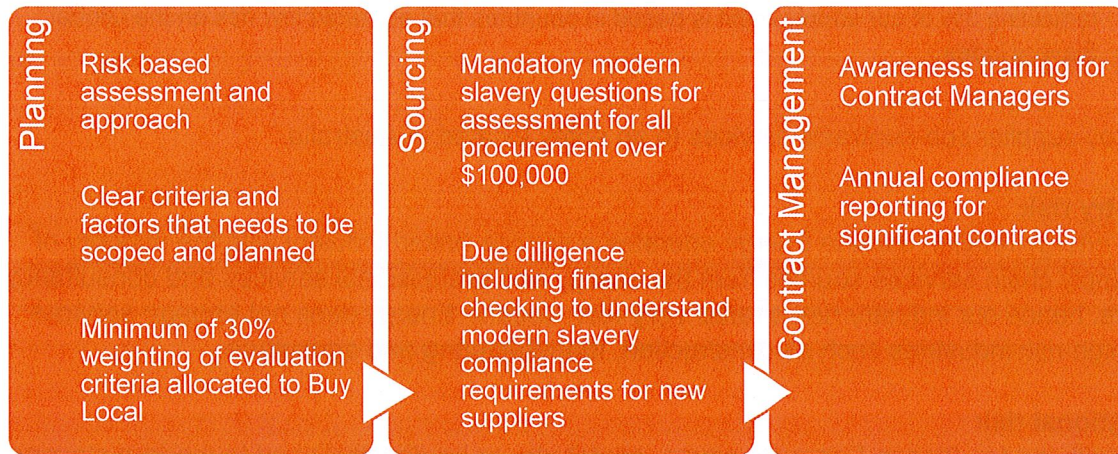 Planning
Risk based
assessment and
approach
Clear criteria and
factors that needs to be
scoped and planned
Minimum of 30%
weighting of evaluation
criteria allocated to Buy
Local
Sourcing
Mandatory modern
slavery questions for
assessment for all
procurement over
$100,000
Due dilligence
including financial
checking to understand
modern slavery
compliance
requirements for new
suppliers
Contract Management
Awareness training for
Contract Managers
Annual compliance
reporting for
significant contracts